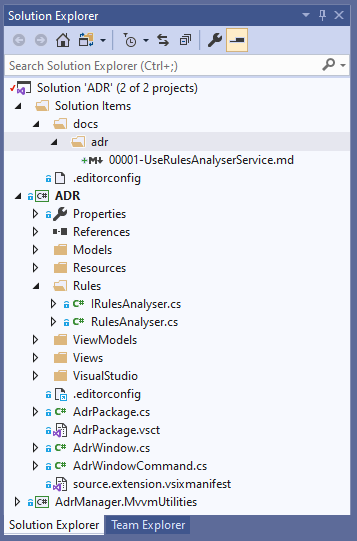 Solution Explorer
Search Solution Explorer (Ctrl+;)
Solution 'ADR' (2 of 2 projects)
Solution Items
docs
adr
00001-UseRulesAnalyserService.md
.editorconfig
C# ADR
Properties
References
Models
Resources
Rules
C# IRulesAnalyser.cs
C# RulesAnalyser.cs
ViewModels
Views
VisualStudio
.editorconfig
C# AdrPackage.cs
AdrPackage.vsct
C# AdrWindow.cs
C# AdrWindowCommand.cs
source.extension.vsixmanifest
C# AdrManager.MvvmUtilities
Solution Explorer Team Explorer